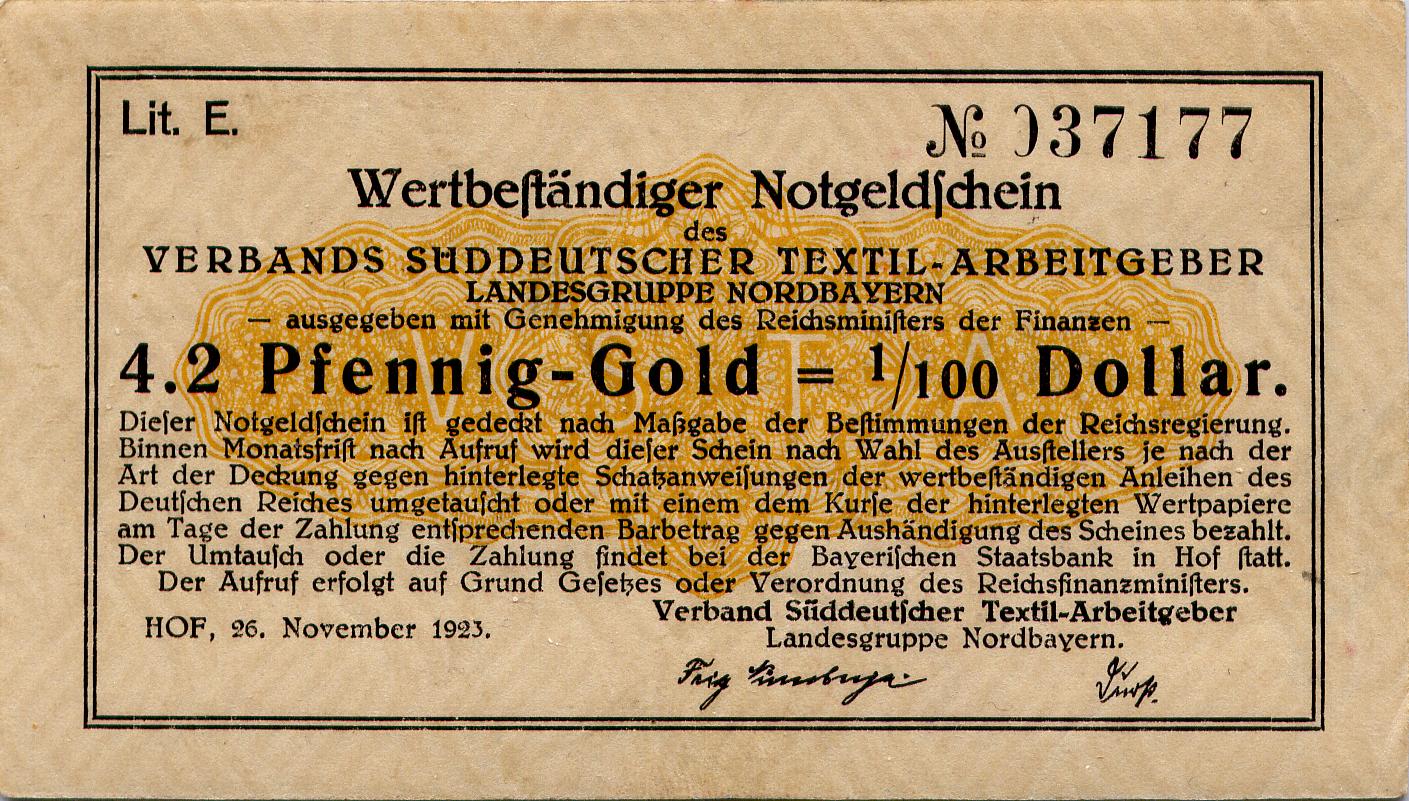 Lit. E.
№ 037177
Wertbeſtändiger Notgeldſchein
des
VERBANDS SÜDDEUTSCHER TEXTIL-ARBEITGEBER
LANDESGRUPPE NORDBAYERN
— ausgegeben mit Genehmigung des Reichsminiſters der Finanzen —
4.2 Pfennig-Gold = 1/100 Dollar.
Dieſer Notgeldſchein iſt gedeckt nach Maßgabe der Beſtimmungen der Reichsregierung.
Binnen Monatsfriſt nach Aufruf wird dieſer Schein nach Wahl des Ausſtellers je nach der
Art der Deckung gegen hinterlegte Schatzanweiſungen der wertbeſtändigen Anleihen des
Deutſchen Reiches umgetauſcht oder mit einem dem Kurſe der hinterlegten Wertpapiere
am Tage der Zahlung entſprechenden Barbetrag gegen Aushändigung des Scheines bezahlt.
Der Umtauſch oder die Zahlung findet bei der Bayeriſchen Staatsbank in Hof ſtatt.
Der Aufruf erfolgt auf Grund Geſetzes oder Verordnung des Reichsfinanzminiſters.
Verband Süddeutſcher Textil-Arbeitgeber
HOF, 26. November 1923.
Landesgruppe Nordbayern.